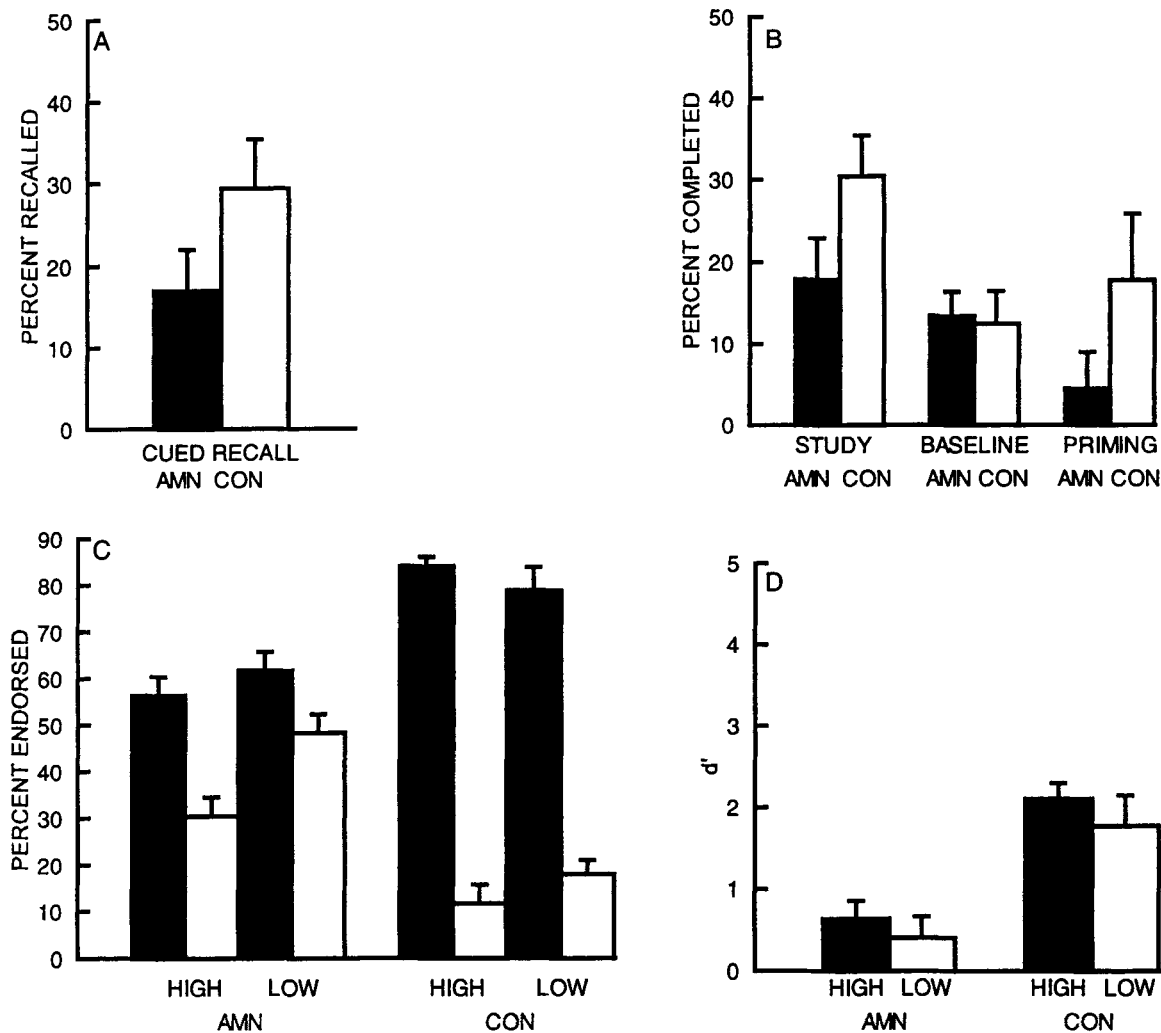 A
PERCENT RECALLED
50
40
30
20
10
0
CUED RECALL
AMN CON
B
PERCENT COMPLETED
50
40
30
20
10
0
STUDY BASELINE PRIMING
AMN CON AMN CON AMN CON
C
PERCENT ENDORSED
90
80
70
60
50
40
30
20
10
0
HIGH LOW HIGH LOW
AMN CON
D
d'
5
4
3
2
1
0
HIGH LOW HIGH LOW
AMN CON